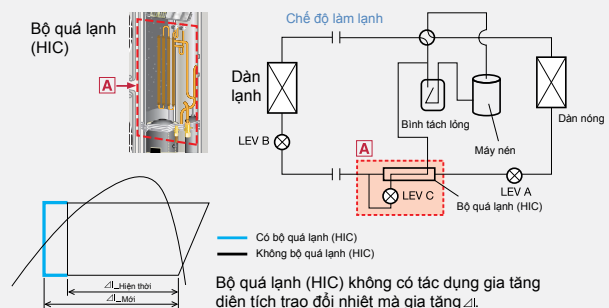 Bộ quá lạnh
(HIC)
A
Chế độ làm lạnh
Dàn
lạnh
LEV B
Bình tách lỏng
Máy nén
Dàn nóng
A
LEV C
LEV A
Bộ quá lạnh (HIC)
Có bộ quá lạnh (HIC)
Không bộ quá lạnh (HIC)
⊿I_Hiện thời
⊿I_Mới
Bộ quá lạnh (HIC) không có tác dụng gia tăng
diện tích trao đổi nhiệt mà gia tăng⊿I.